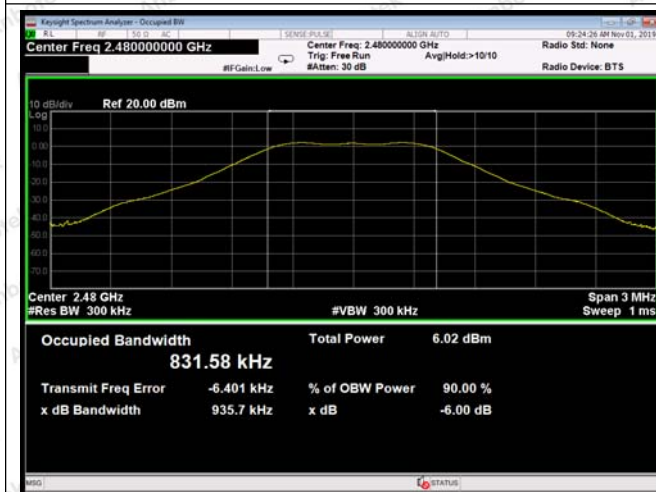 Keysight Spectrum Analyzer - Occupied BW
RL RF 50 Ω AC SENSE:PULSE ALIGN AUTO 09:24:26 AM Nov 01, 2019
Center Freq 2.480000000 GHz Center Freq: 2.480000000 GHz Radio Std: None
Trig: Free Run Avg|Hold:>10/10
#IFGain:Low #Atten: 30 dB Radio Device: BTS
10 dB/div Ref 20.00 dBm
Log
10.0
0.00
-10.0
-20.0
-30.0
-40.0
-50.0
-60.0
-70.0
Center 2.48 GHz Span 3 MHz
#Res BW 300 kHz #VBW 300 kHz Sweep 1 ms
Occupied Bandwidth Total Power 6.02 dBm
831.58 kHz
Transmit Freq Error -6.401 kHz % of OBW Power 90.00 %
x dB Bandwidth 935.7 kHz x dB -6.00 dB
MSG STATUS